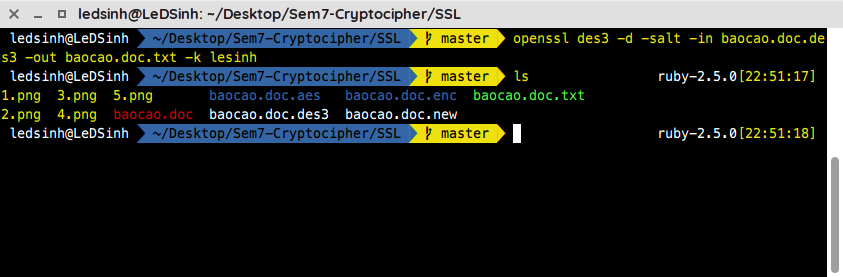 ledsinh@LeDSinh: ~/Desktop/Sem7-Cryptocipher/SSL
ledsinh@LeDSinh ~/Desktop/Sem7-Cryptocipher/SSL master openssl des3 -d -salt -in baocao.doc.de
s3 -out baocao.doc.txt -k lesinh
ledsinh@LeDSinh ~/Desktop/Sem7-Cryptocipher/SSL master ls ruby-2.5.0[22:51:17]
1.png 3.png 5.png baocao.doc.aes baocao.doc.enc baocao.doc.txt
2.png 4.png baocao.doc baocao.doc.des3 baocao.doc.new
ledsinh@LeDSinh ~/Desktop/Sem7-Cryptocipher/SSL master ruby-2.5.0[22:51:18]